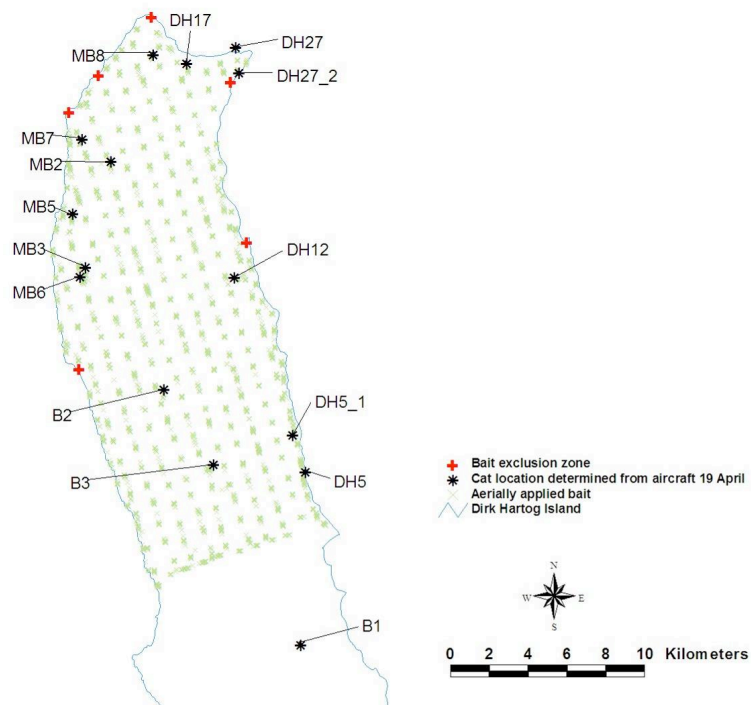 DH17
DH27
MB8
DH27_2
MB7
MB2
MB5
MB3
DH12
MB6
B2
DH5_1
B3
DH5
Bait exclusion zone
Cat location determined from aircraft 19 April
Aerially applied bait
Dirk Hartog Island
N
W E
S
B1
0 2 4 6 8 10 Kilometers